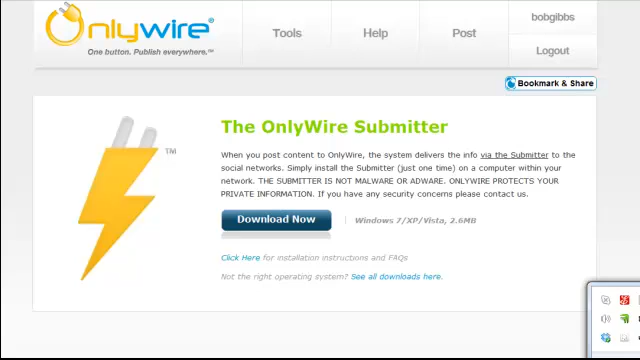 Onlywire®
One button. Publish everywhere.™
Tools
Help
Post
bobgibbs
Logout
Bookmark & Share
TM
The OnlyWire Submitter
When you post content to OnlyWire, the system delivers the info via the Submitter to the
social networks. Simply install the Submitter (just one time) on a computer within your
network. THE SUBMITTER IS NOT MALWARE OR ADWARE. ONLYWIRE PROTECTS YOUR
PRIVATE INFORMATION. If you have any security concerns please contact us.
Download Now
Windows 7/XP/Vista, 2.6MB
Click Here for installation instructions and FAQs
Not the right operating system? See all downloads here.